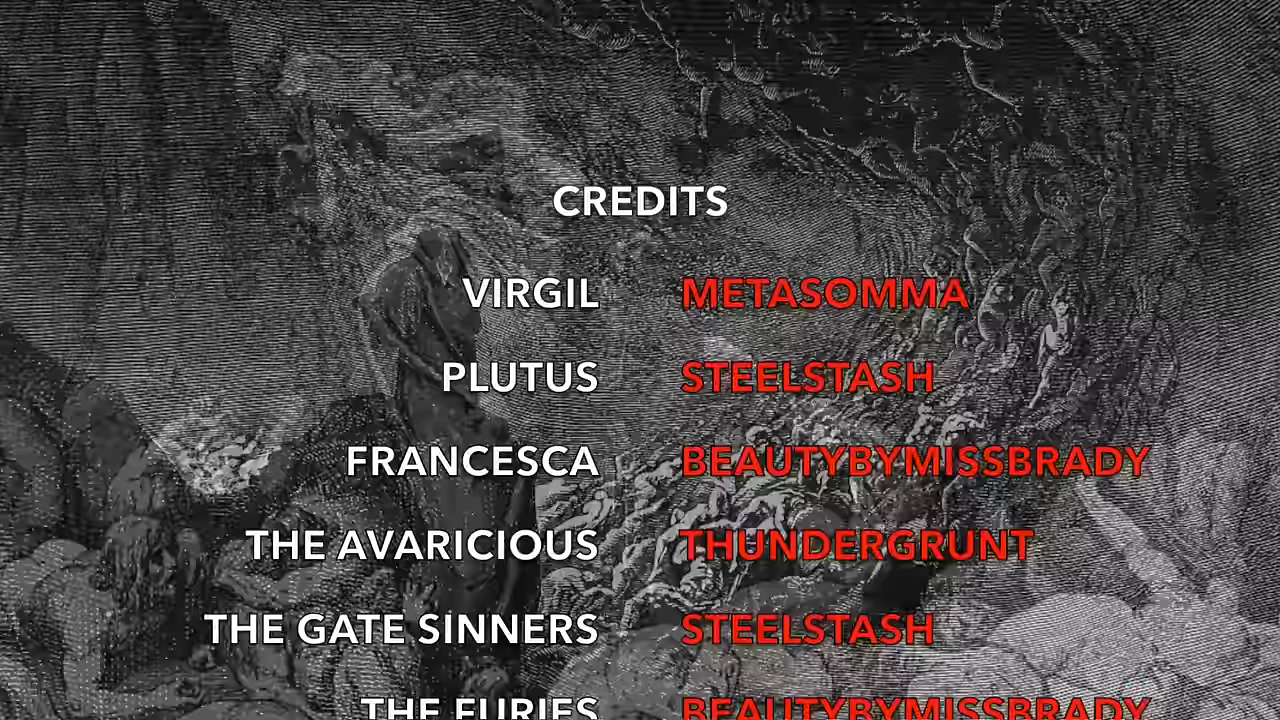 CREDITS
VIRGIL METASOMMA
PLUTUS STEELSTASH
FRANCESCA BEAUTYBYMISSBRADY
THE AVARICIOUS THUNDERGRUNT
THE GATE SINNERS STEELSTASH
THE FURIES BEAUTYBYMISSBRADY